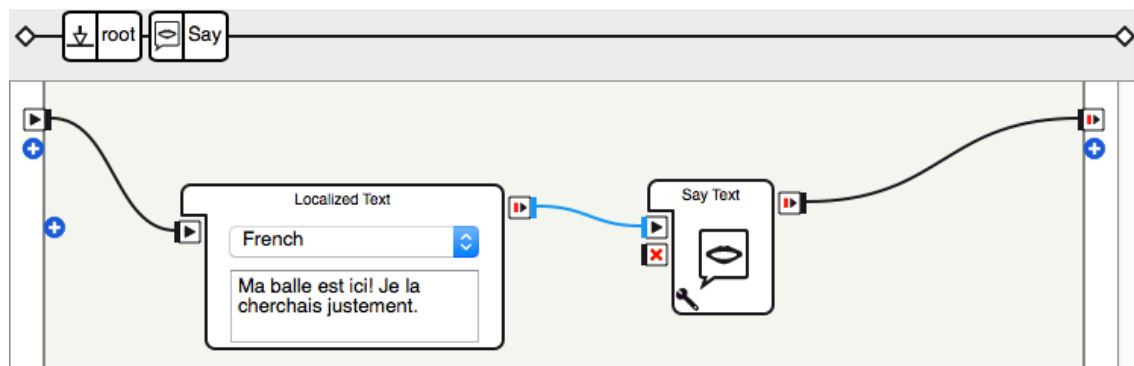 root Say
Localized Text
Say Text
French
Ma balle est ici! Je la
cherchais justement.